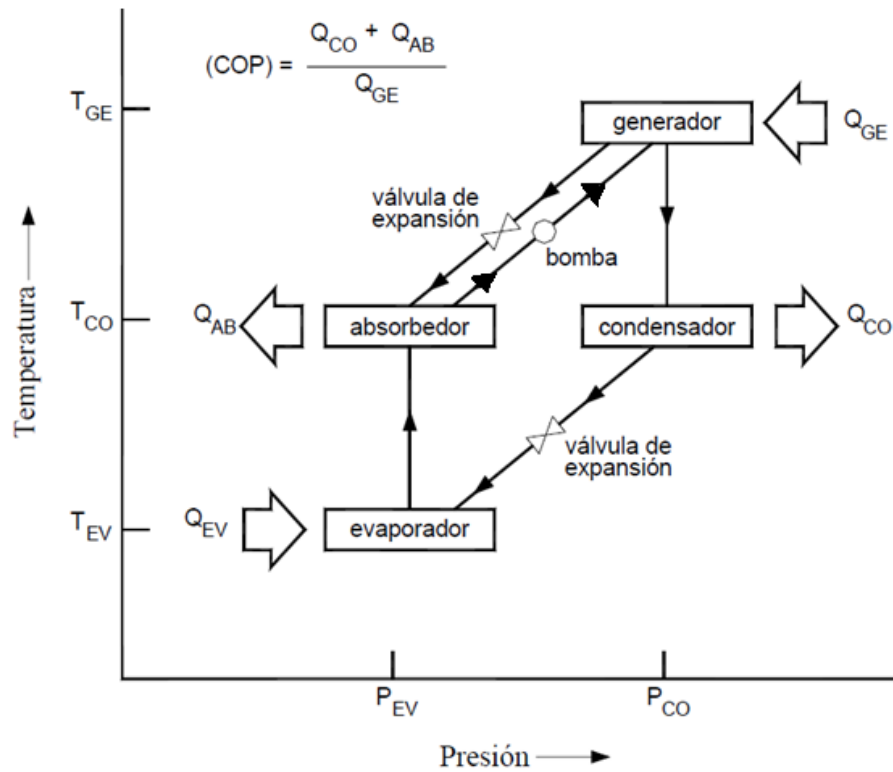 (COP) = Q_CO + Q_AB / Q_GE
T_GE
generador
Q_GE
válvula de
expansión
bomba
Temperatura
T_CO
Q_AB
absorbedor
condensador
Q_CO
válvula de
expansión
T_EV
Q_EV
evaporador
P_EV
P_CO
Presión